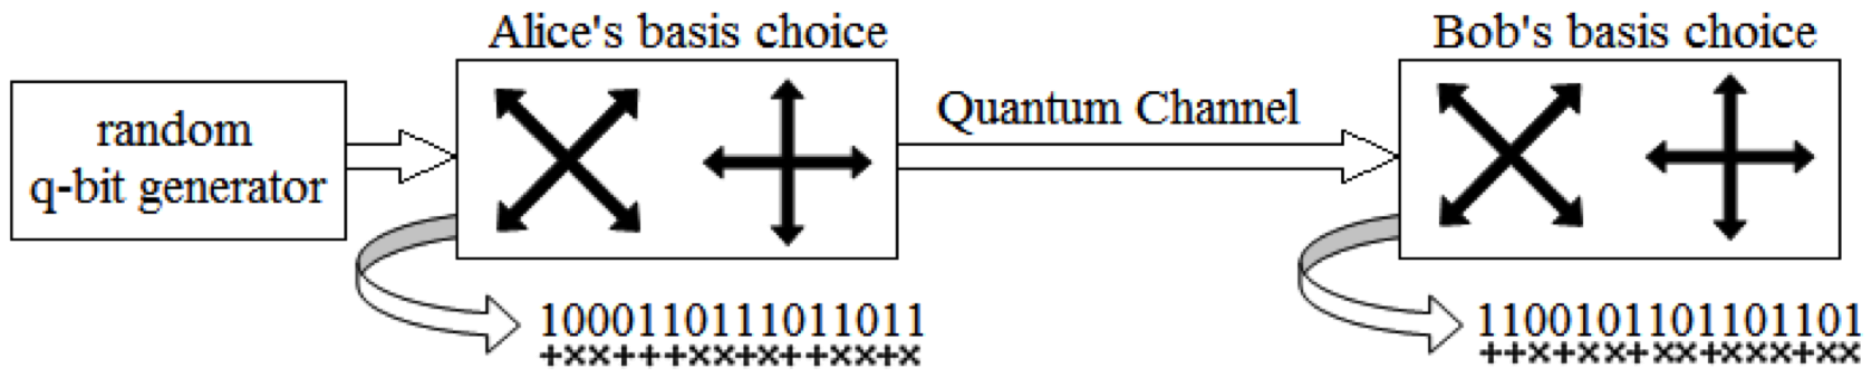 Alice's basis choice
Bob's basis choice
random
q-bit generator
Quantum Channel
1000110111011011
+××+++××+×++××+×
1100101101101101
++×+××+××+×××+××